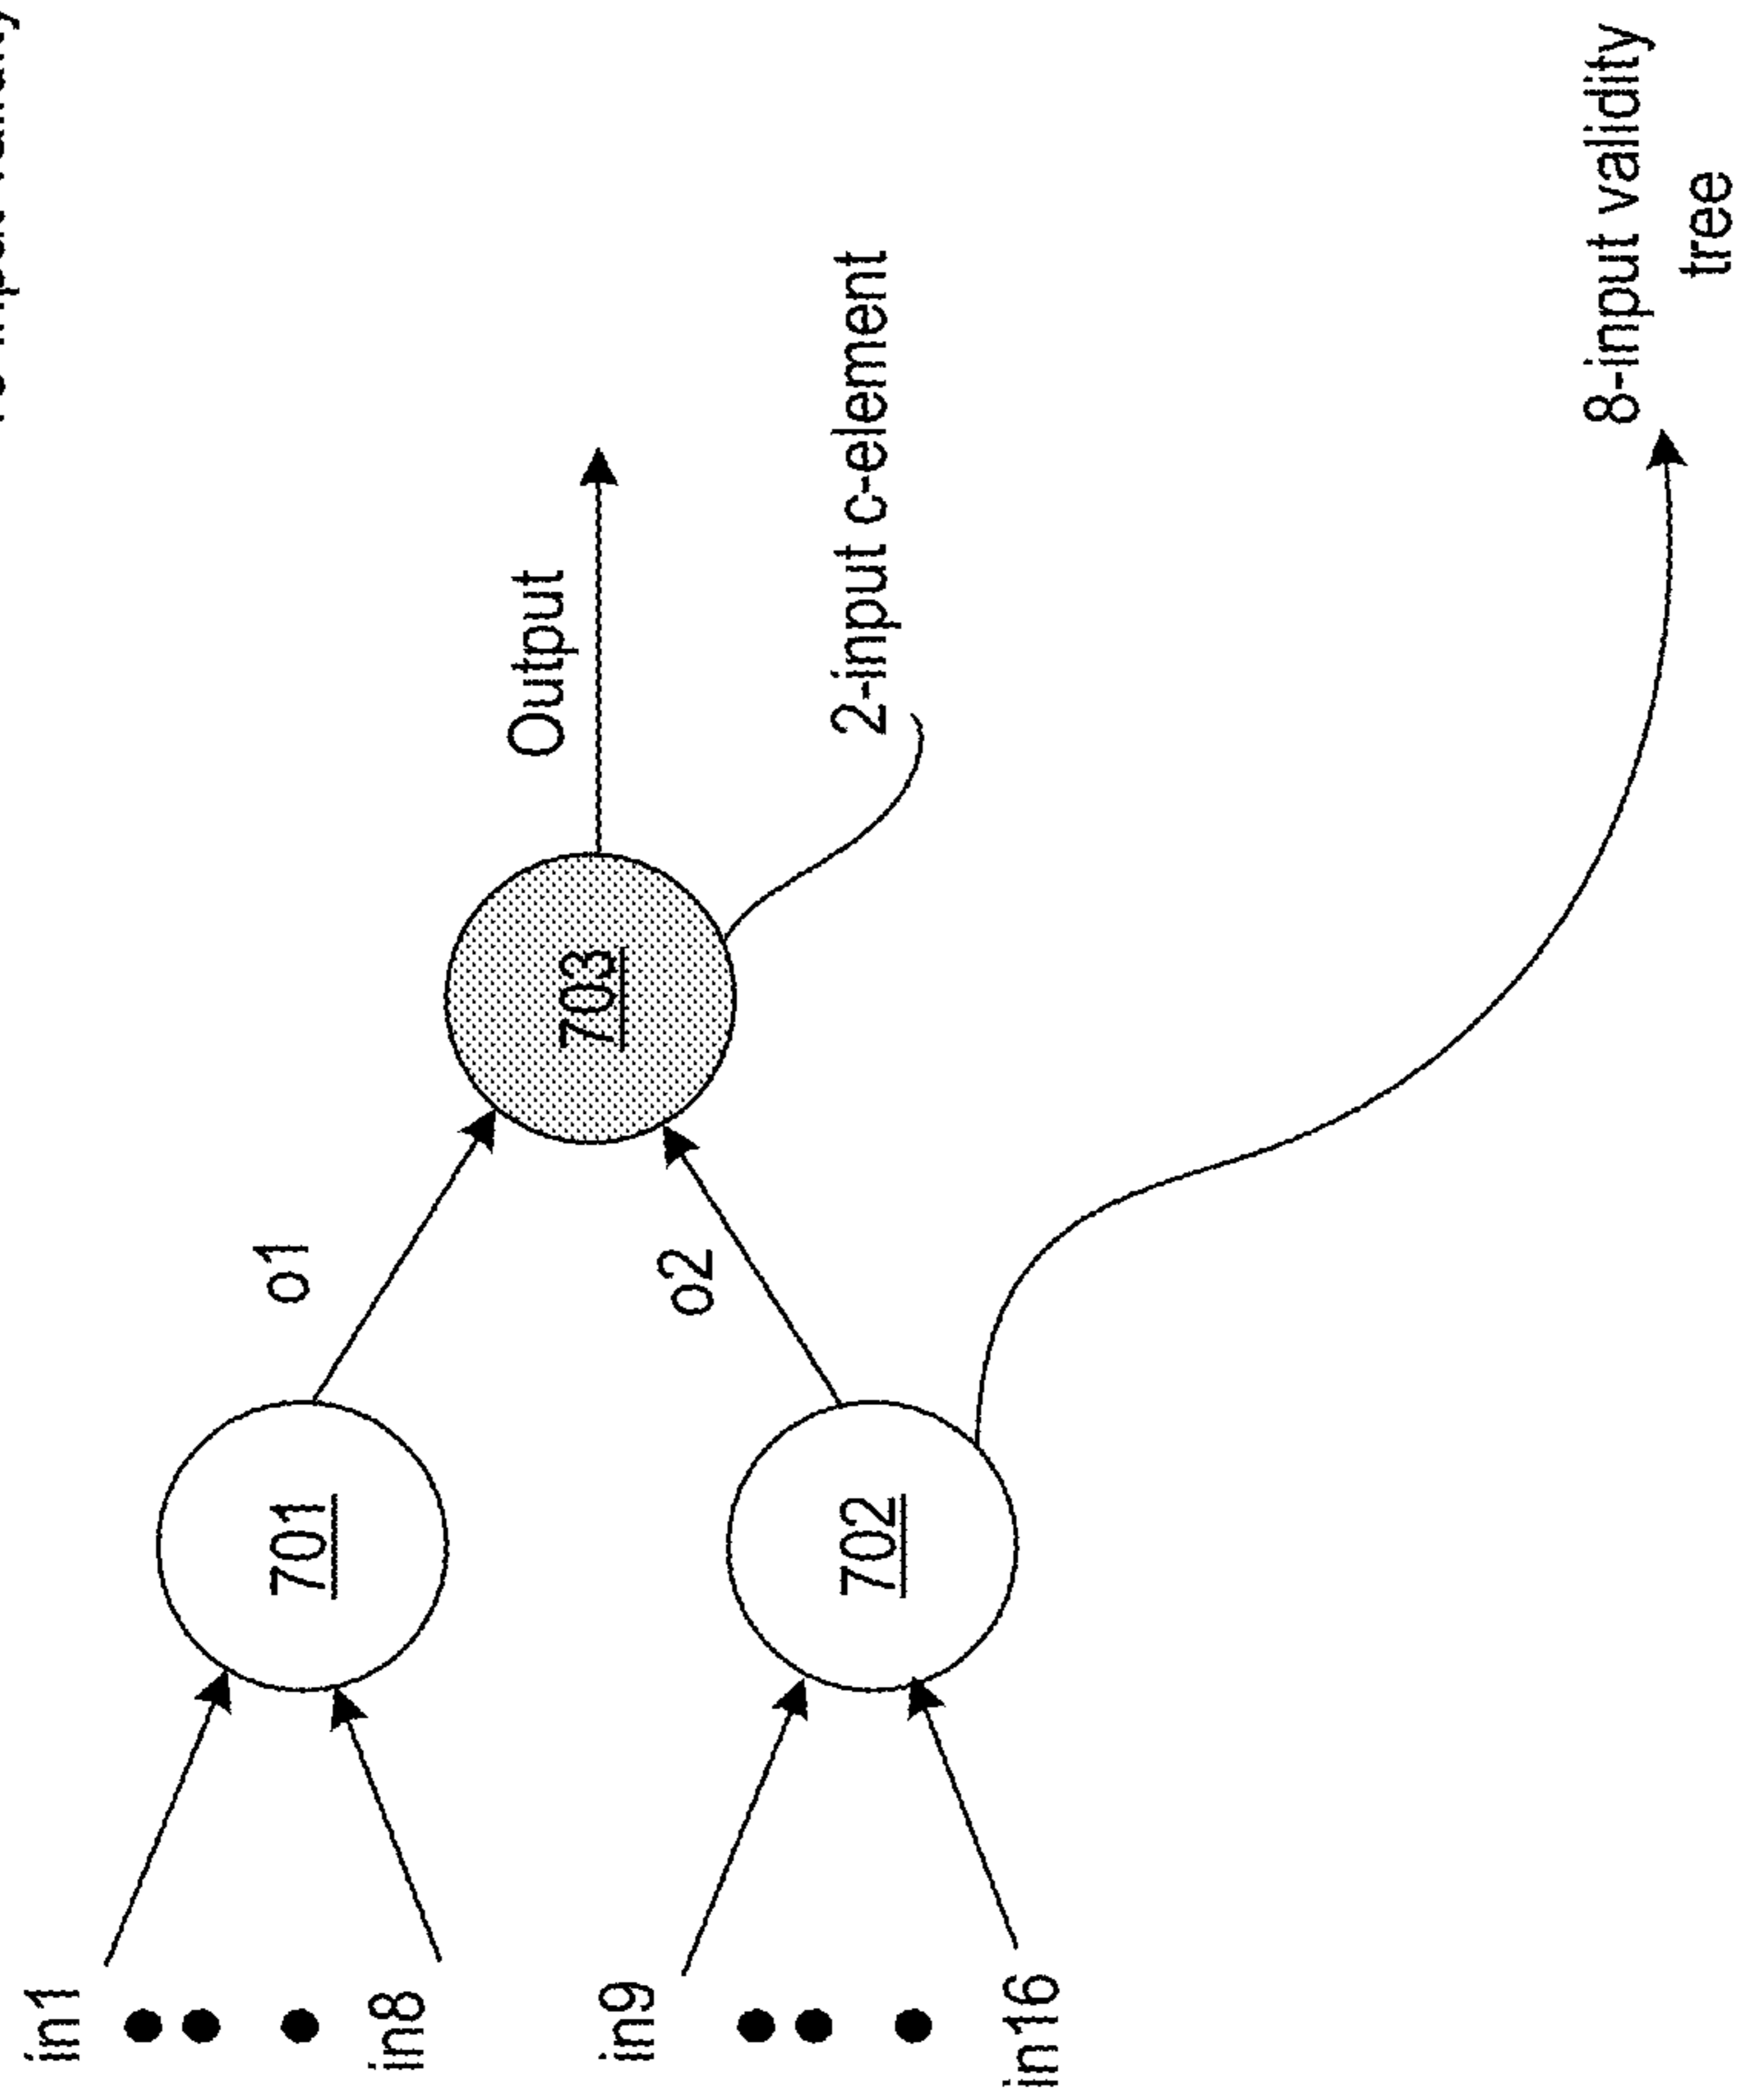 in1
in8
in9
in16
701
702
o1
o2
703
Output
2-input c-element
8-input validity
tree